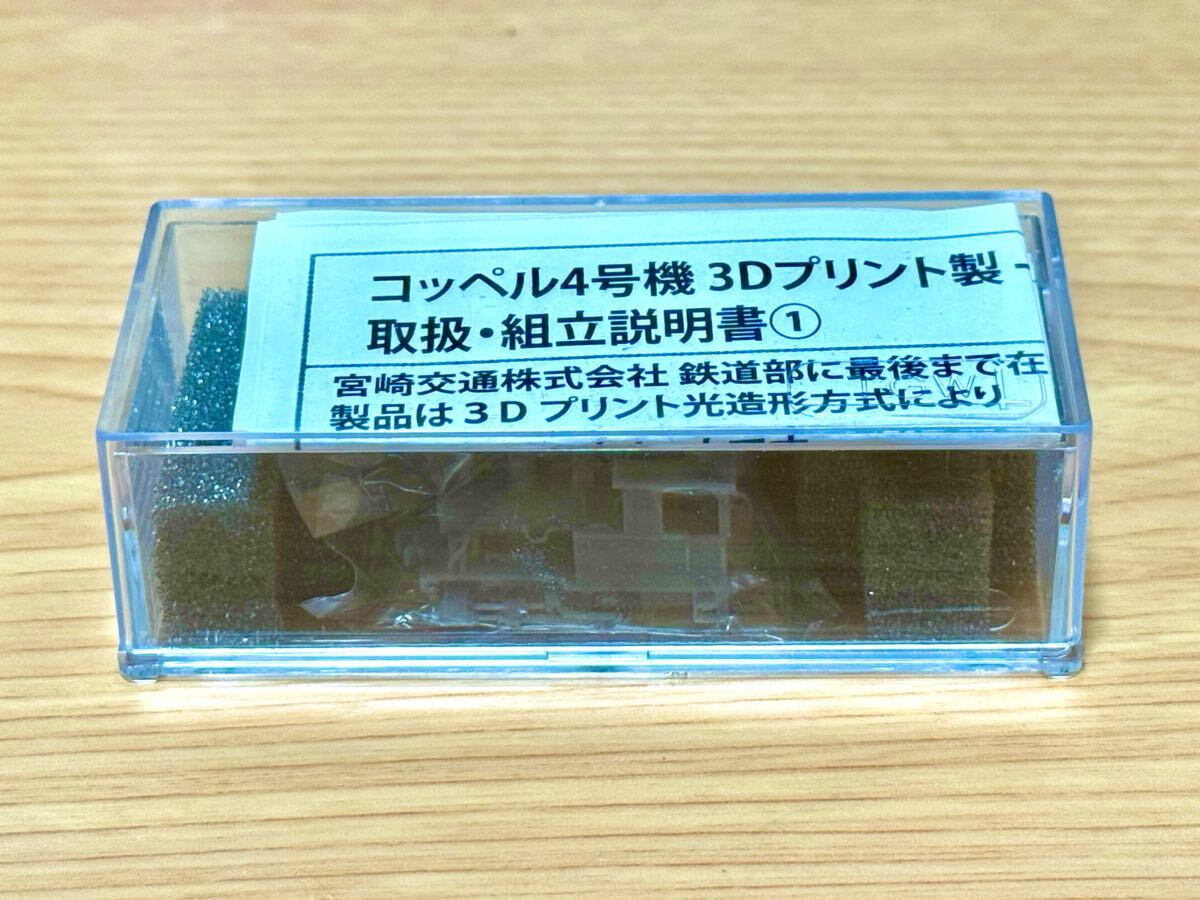 コッペル4号機 3Dプリント製
取扱・組立説明書①
宮崎交通株式会社 鉄道部に最後まで在
製品は3Dプリント光造形方式により